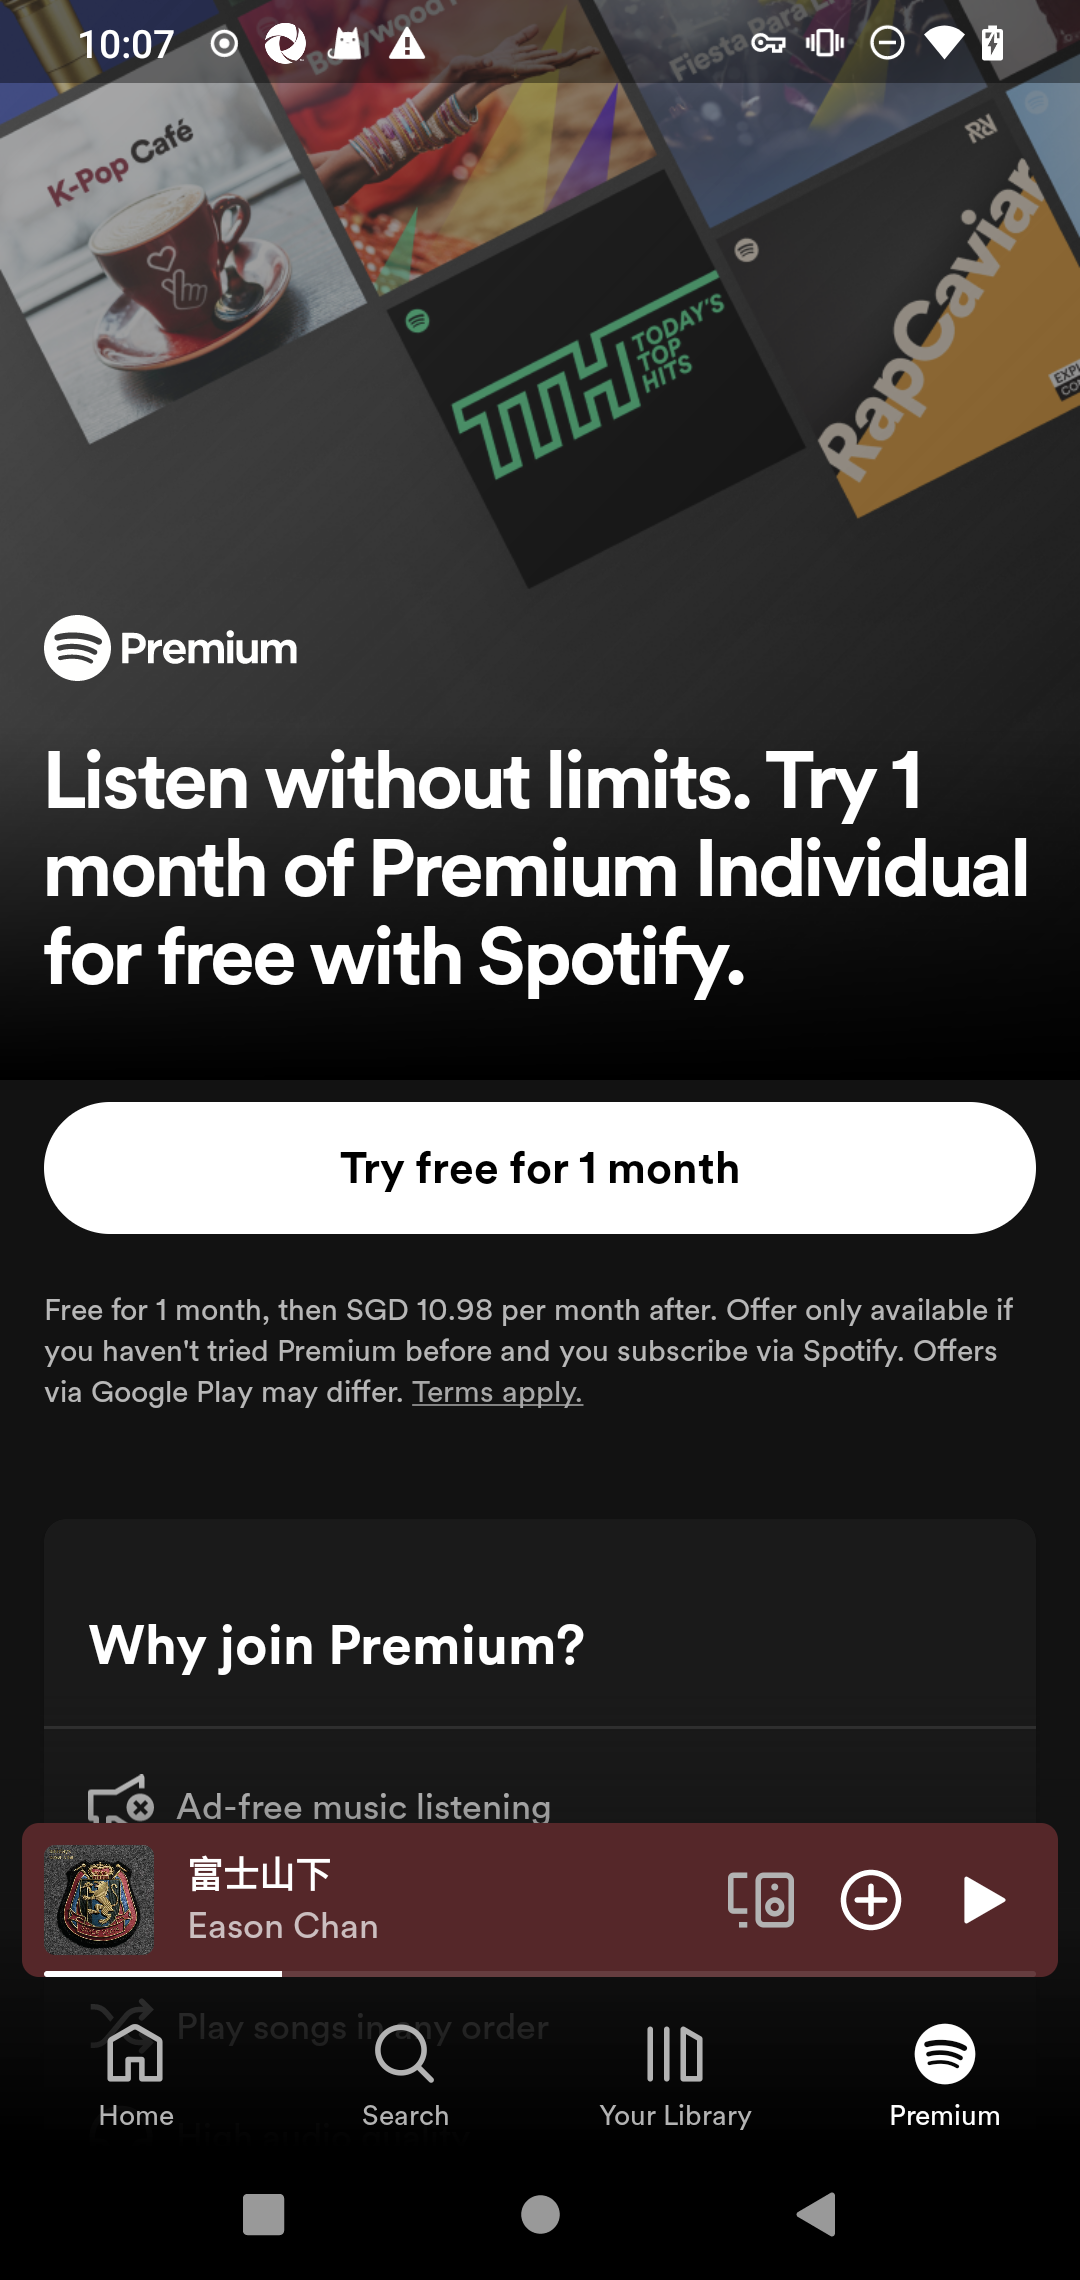 10:07
Bollywood
Fiesta Para
K-Pop Café
TTH TODAY'S
TOP
HITS
RapCaviar
Premium
Listen without limits. Try 1
month of Premium Individual
for free with Spotify.
Try free for 1 month
Free for 1 month, then SGD 10.98 per month after. Offer only available if
you haven't tried Premium before and you subscribe via Spotify. Offers
via Google Play may differ. Terms apply.
Why join Premium?
Ad-free music listening
富士山下
Eason Chan
Play songs in any order
Home
Search
Your Library
Premium
High audio quality